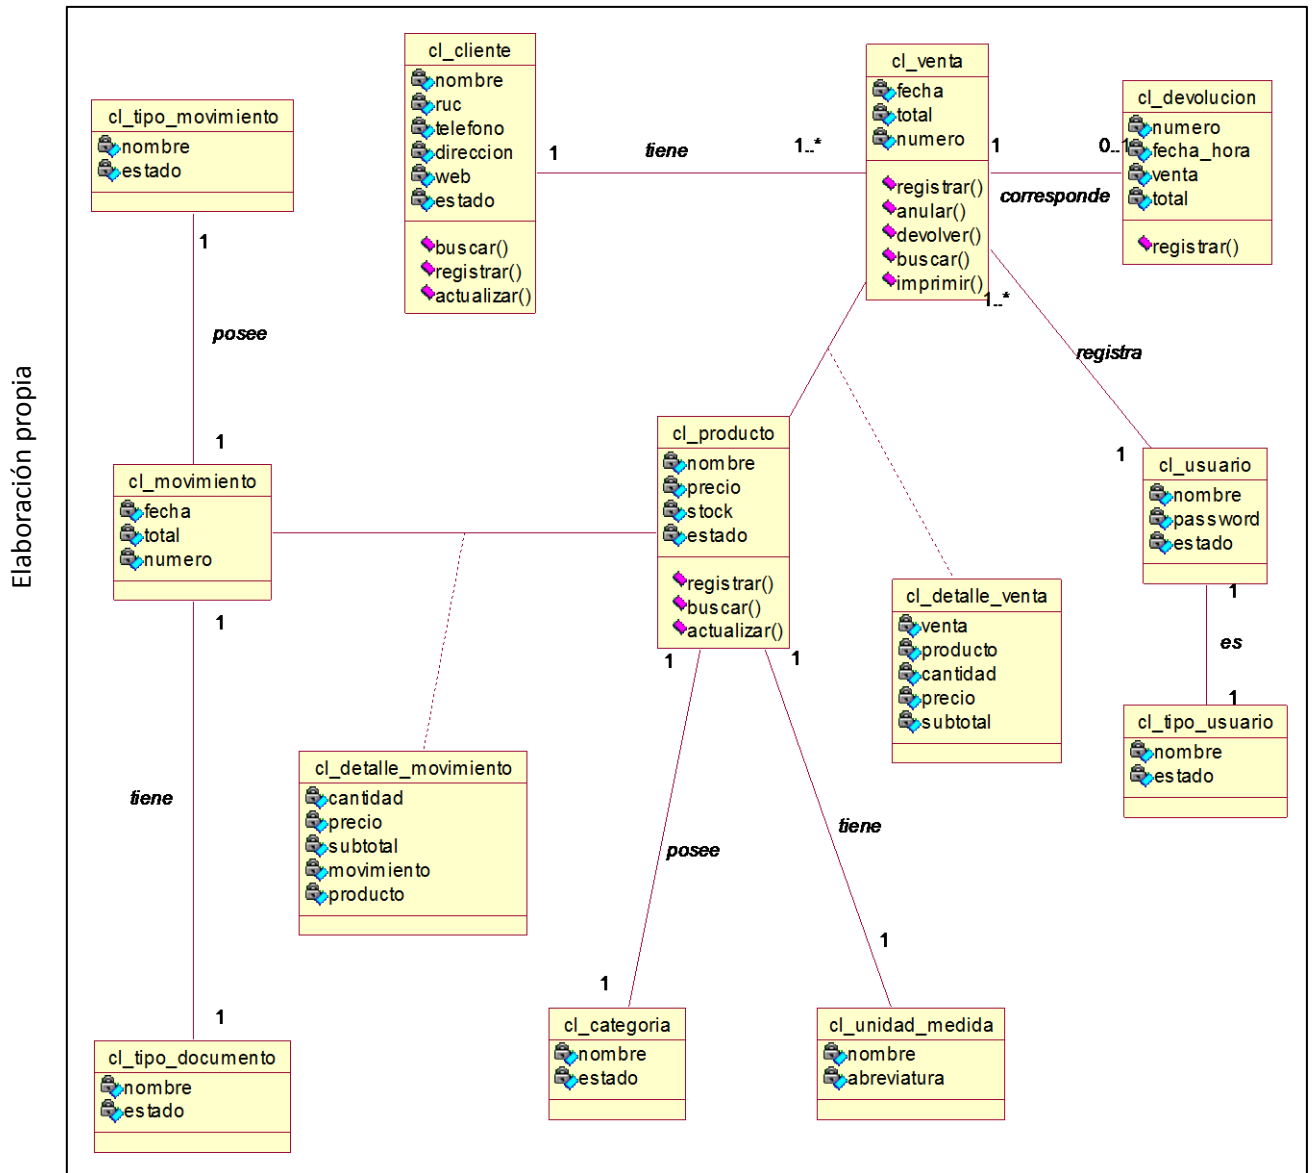 Elaboración propia
cl_tipo_movimiento
nombre
estado
1
posee
1
cl_cliente
nombre
ruc
telefono
direccion
web
estado
buscar()
registrar()
actualizar()
1
tiene
1..*
cl_venta
fecha
total
numero
registrar()
anular()
devolver()
buscar()
imprimir()
1
0..1
corresponde
cl_devolucion
numero
fecha_hora
venta
total
registrar()
1..*
registra
1
cl_movimiento
fecha
total
numero
1
cl_producto
nombre
precio
stock
estado
registrar()
buscar()
actualizar()
1
1
cl_usuario
nombre
password
estado
1
es
1
cl_tipo_usuario
nombre
estado
cl_detalle_venta
venta
producto
cantidad
precio
subtotal
cl_detalle_movimiento
cantidad
precio
subtotal
movimiento
producto
tiene
1
posee
1
tiene
1
cl_tipo_documento
nombre
estado
cl_categoria
nombre
estado
cl_unidad_medida
nombre
abreviatura